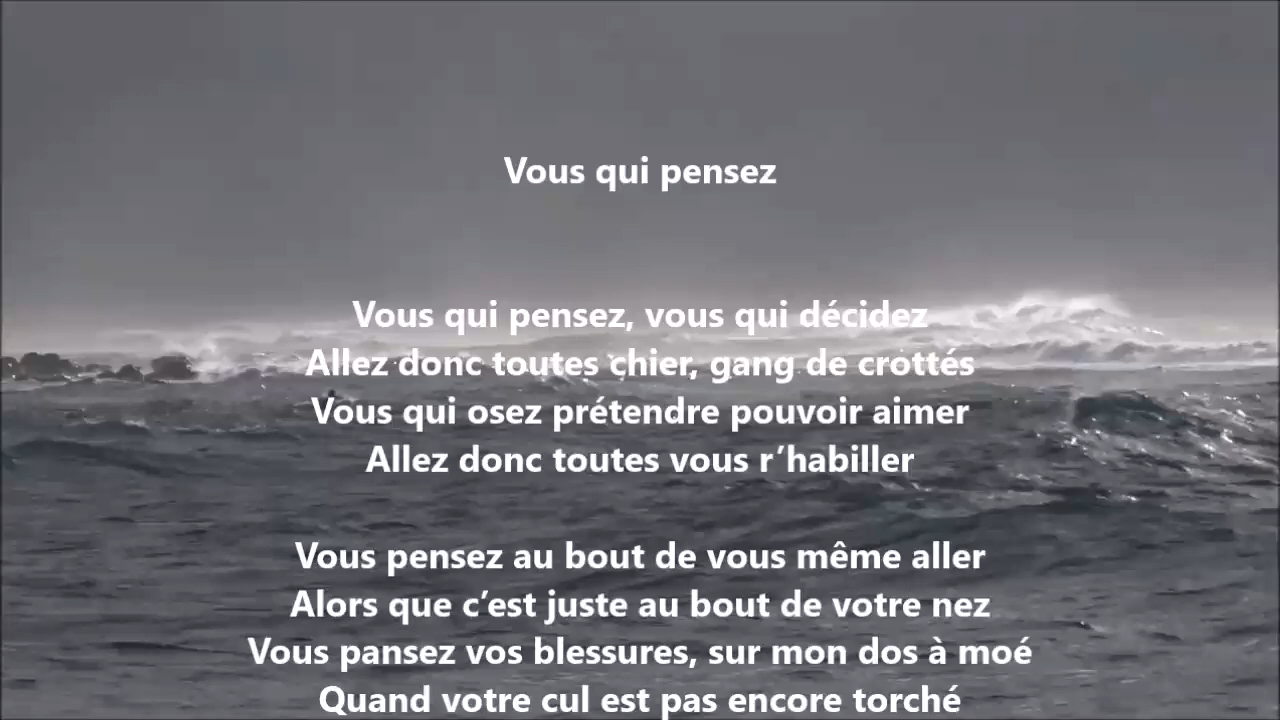 Vous qui pensez
Vous qui pensez, vous qui décidez
Allez donc toutes chier, gang de crottés
Vous qui osez prétendre pouvoir aimer
Allez donc toutes vous r’habiller
Vous pensez au bout de vous même aller
Alors que c’est juste au bout de votre nez
Vous pansez vos blessures, sur mon dos à moé
Quand votre cul est pas encore torché